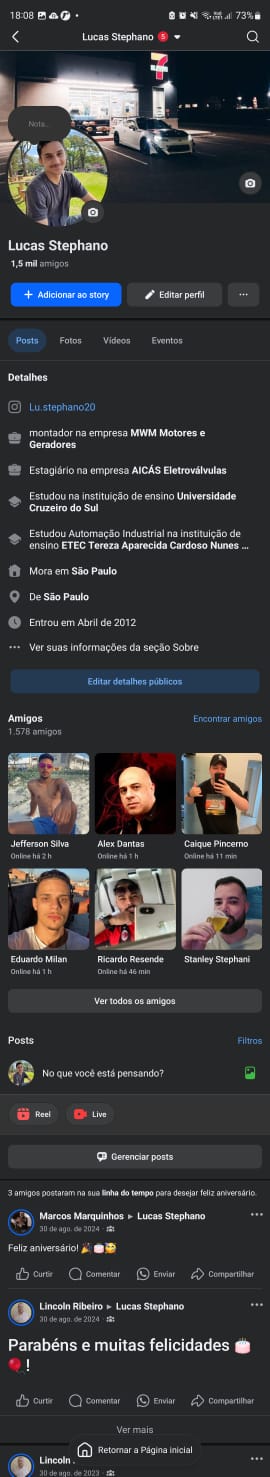 18:08
73%
Lucas Stephano 5
Nota...
Lucas Stephano
1,5 mil amigos
Adicionar ao story
Editar perfil
Posts
Fotos
Vídeos
Eventos
Detalhes
Lu.stephano20
montador na empresa MWM Motores e
Geradores
Estagiário na empresa AICÁS Eletroválvulas
Estudou na instituição de ensino Universidade
Cruzeiro do Sul
Estudou Automação Industrial na instituição de
ensino ETEC Tereza Aparecida Cardoso Nunes ...
Mora em São Paulo
De São Paulo
Entrou em Abril de 2012
Ver suas informações da seção Sobre
Editar detalhes públicos
Amigos
Encontrar amigos
1.578 amigos
Jefferson Silva
Alex Dantas
Caique Pincerno
Online há 2 h
Online há 1 h
Online há 11 min
Eduardo Milan
Ricardo Resende
Stanley Stephani
Online há 1 h
Online há 46 min
Ver todos os amigos
Posts
Filtros
No que você está pensando?
Reel
Live
Gerenciar posts
3 amigos postaram na sua linha do tempo para desejar feliz aniversário.
Marcos Marquinhos ▸ Lucas Stephano
30 de ago. de 2024 ·
Feliz aniversário! 🎉🎂🥳
Curtir
Comentar
Enviar
Compartilhar
Lincoln Ribeiro ▸ Lucas Stephano
30 de ago. de 2024 ·
Parabéns e muitas felicidades 🎂
🎈!
Curtir
Comentar
Enviar
Compartilhar
Ver mais
Lincoln
Retornar a Página inicial
30 de ago. de 2023 ·